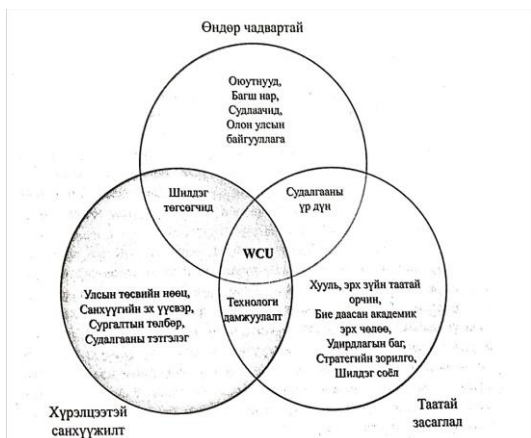 Өндөр чадвартай
Оюутнууд,
Багш нар,
Судлаачид,
Олон улсын
байгууллага
Шилдэг
төгсөгчид
Судалгааны
үр дүн
WCU
Улсын төсвийн нөөц,
Санхүүгийн эх үүсвэр,
Сургалтын төлбөр,
Судалгааны тэтгэлэг
Технологи
дамжуулалт
Хууль, эрх зүйн таатай
орчин,
Бие даасан академик
эрх чөлөө,
Удирдлагын баг,
Стратегийн зорилго,
Шилдэг соёл
Хүрэлцээтэй
санхүүжилт
Таатай
засаглал